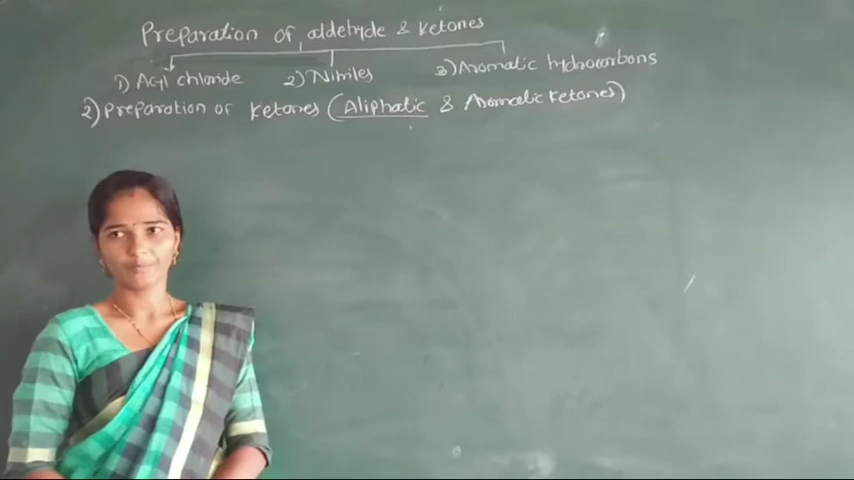 Preparation of aldehyde & ketones
1) Acyl chloride 2) Nitriles 3) Aromatic hydrocarbons
2) Preparation of ketones (Aliphatic & Aromatic ketones)